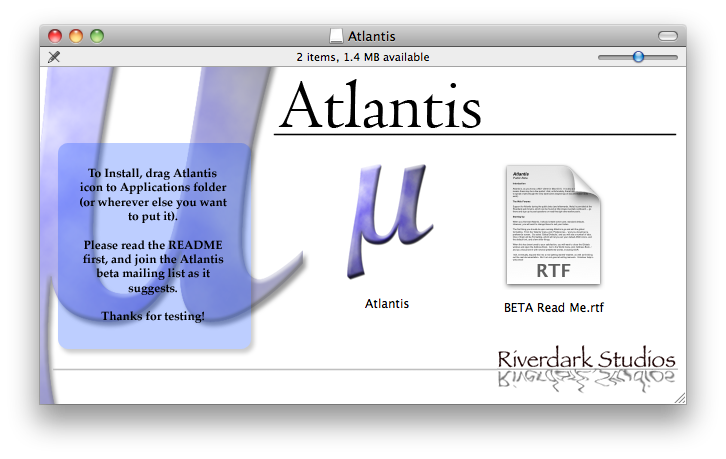 Atlantis
2 items, 1.4 MB available
Atlantis
To Install, drag Atlantis
icon to Applications folder
(or wherever else you want
to put it).
Please read the README
first, and join the Atlantis
beta mailing list as it
suggests.
Thanks for testing!
μ
μ
Atlantis
Atlantis
RTF
BETA Read Me.rtf
Riverdark Studios